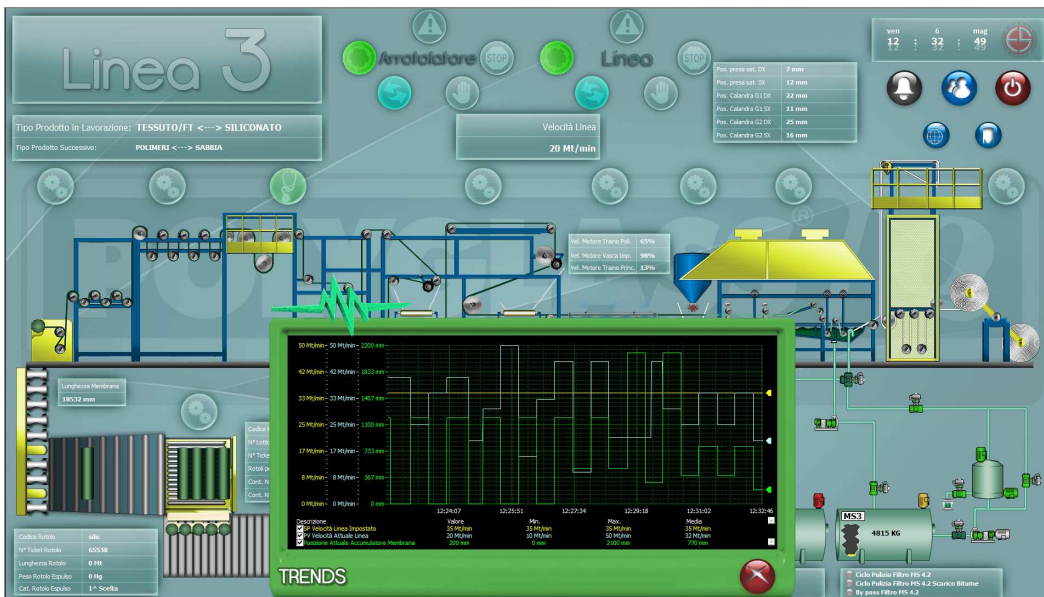 Linea 3
Tipo Prodotto in Lavorazione: TESSUTO/FT <---> SILICONATO
Tipo Prodotto Successivo: POLIMERI <---> SABBIA
Arrotolatore STOP
Linea STOP
Velocità Linea
20 Mt/min
Pos. presa sat. DX 7 mm
Pos. presa sat. SX 12 mm
Pos. Calandra G1 DX 22 mm
Pos. Calandra G1 SX 11 mm
Pos. Calandra G2 DX 25 mm
Pos. Calandra G2 SX 16 mm
ven 6 mag
12 : 32 : 49
Vel. Motore Traino Poli. 65%
Vel. Motore Vasca Imp. 98%
Vel. Motore Traino Princ. 13%
Lunghezza Membrana
18532 mm
Codice
N° Lotto
N° Ticke
Rotoli pe
Cont. N
Cont. N
50 Mt/min 50 Mt/min 2200 mm
42 Mt/min 42 Mt/min 1833 mm
33 Mt/min 33 Mt/min 1467 mm
25 Mt/min 25 Mt/min 1100 mm
17 Mt/min 17 Mt/min 733 mm
8 Mt/min 8 Mt/min 367 mm
0 Mt/min 0 Mt/min 0 mm
12:24:07 12:25:51 12:27:34 12:29:18 12:31:02 12:32:46
Descrizione Valore Min. Max. Media
SP Velocità Linea Impostato 35 Mt/min 35 Mt/min 35 Mt/min 35 Mt/min
PV Velocità Attuale Linea 20 Mt/min 10 Mt/min 50 Mt/min 32 Mt/min
Posizione Attuale Accumulatore Membrana 200 mm 0 mm 2100 mm 770 mm
TRENDS
MS3
4815 KG
Codice Rotolo silic
N° Ticket Rotolo 65538
Lunghezza Rotolo 0 Mt
Peso Rotolo Espulso 0 Hg
Cat. Rotolo Espulso 1^ Scelta
Ciclo Pulizia Filtro MS 4.2
Ciclo Pulizia Filtro MS 4.2 Scarico Bitume
By pass Filtro MS 4.2